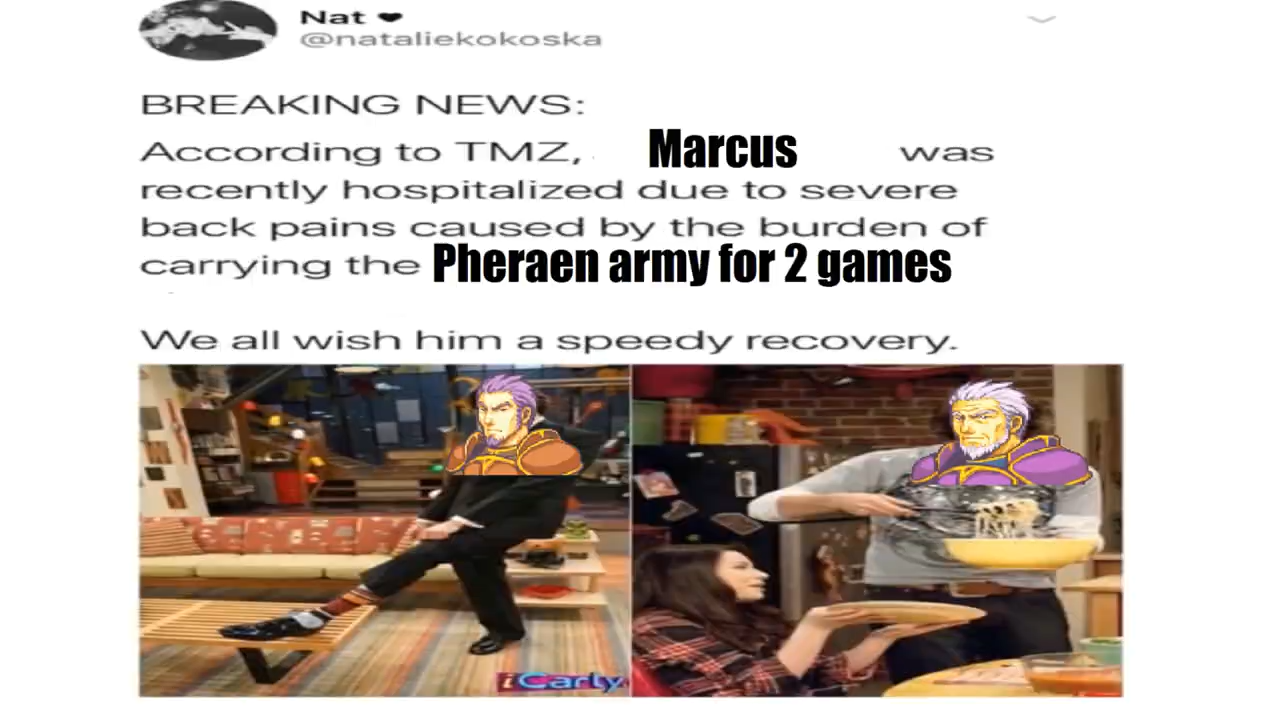 Nat ❤
@nataliekokoska
BREAKING NEWS:
According to TMZ, Marcus was
recently hospitalized due to severe
back pains caused by the burden of
carrying the Pheraen army for 2 games
We all wish him a speedy recovery.
iCarly